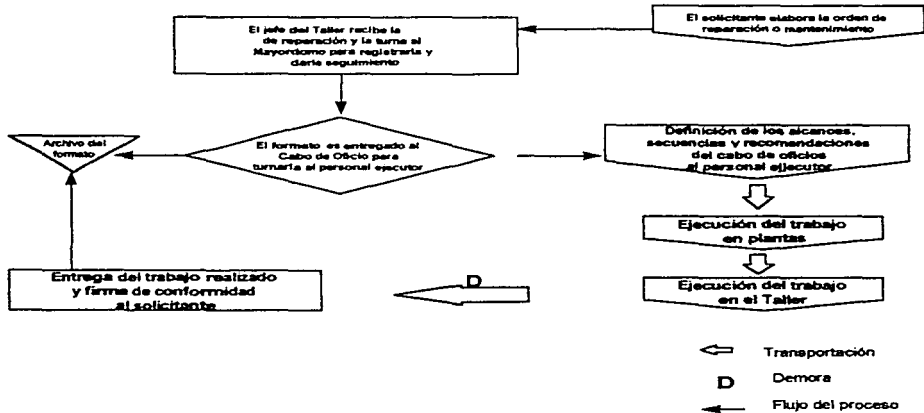 El solicitante elabora la orden de
reparación o mantenimiento
El jefe del Taller recibe la
de reparación y la turna al
Mayordomo para registrarla y
darle seguimiento
Archivo del
formato
El formato es entregado al
Cabo de Oficio para
turnarla al personal ejecutor
Definición de los alcances,
secuencias y recomendaciones
del cabo de oficios
al personal ejecutor
Ejecución del trabajo
en plantas
Ejecución del trabajo
en el Taller
D
Entrega del trabajo realizado
y firma de conformidad
al solicitante
Transportación
D Demora
Flujo del proceso